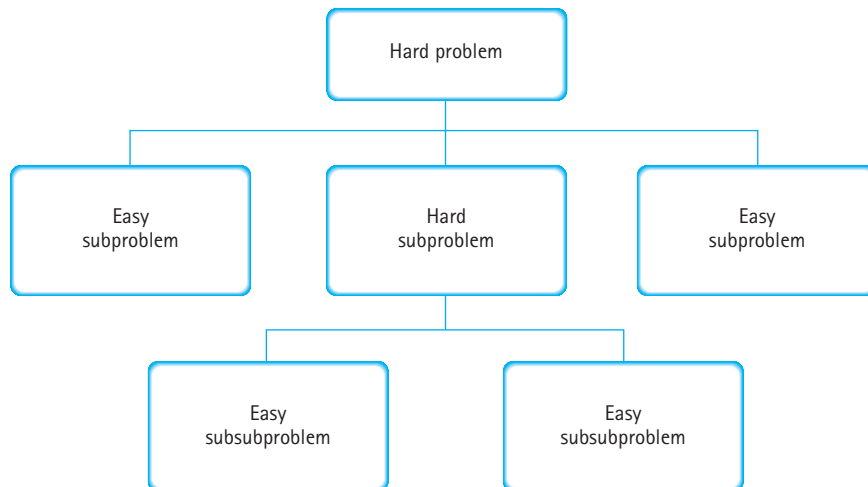 Hard problem
Easy
subproblem
Hard
subproblem
Easy
subproblem
Easy
subsubproblem
Easy
subsubproblem